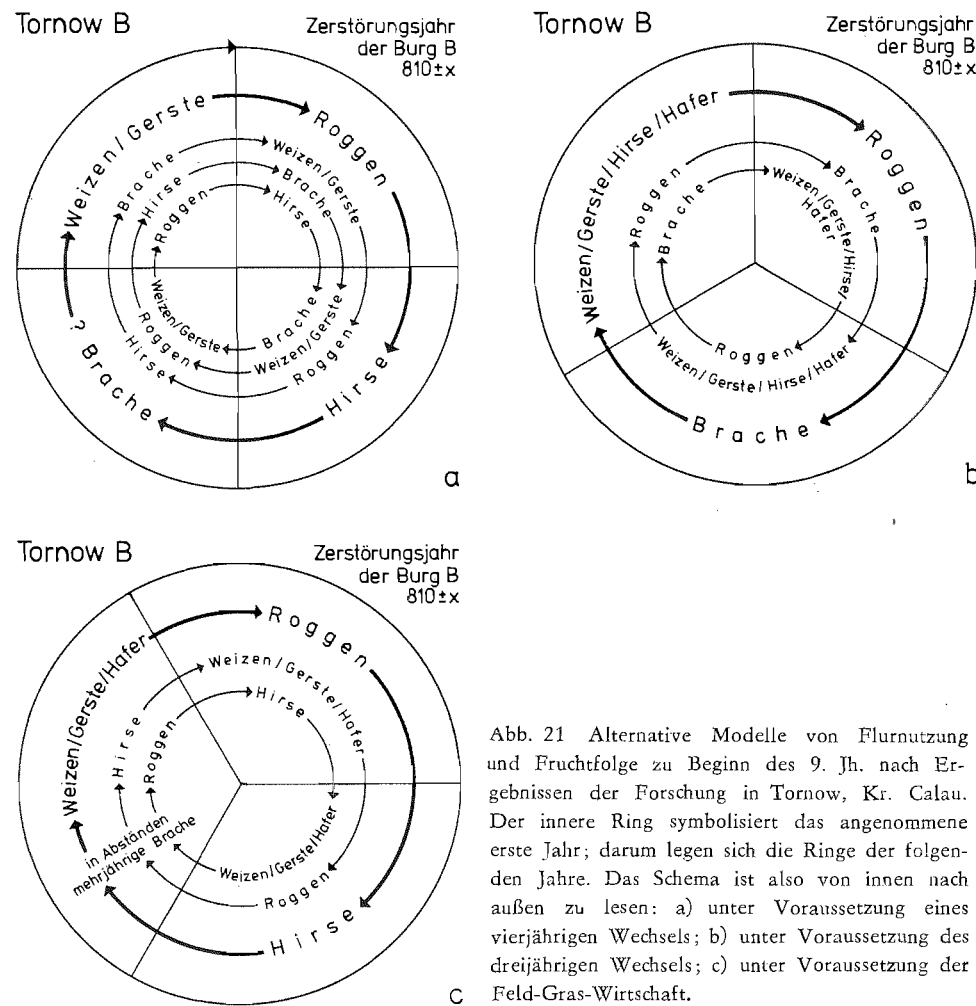 Tornow B
Zerstörungsjahr
der Burg B
810±x
Weizen/Gerste
Roggen
Hirse
? Brache
Brache
Weizen/Gerste
Roggen
Hirse
Hirse
Brache
Weizen/Gerste
Roggen
Roggen
Hirse
Brache
Weizen/Gerste
a
Tornow B
Zerstörungsjahr
der Burg B
810±x
Weizen/Gerste/Hirse/Hafer
Roggen
Brache
Roggen
Brache
Weizen/Gerste/Hirse/Hafer
Brache
Weizen/Gerste/Hirse/
Hafer
Roggen
b
Tornow B
Zerstörungsjahr
der Burg B
810±x
Weizen/Gerste/Hafer
Roggen
Hirse
in Abständen
mehrjährige Brache
Hirse
Weizen/Gerste/Hafer
Roggen
Roggen
Hirse
Weizen/Gerste/Hafer
c
Abb. 21 Alternative Modelle von Flurnutzung
und Fruchtfolge zu Beginn des 9. Jh. nach Er-
gebnissen der Forschung in Tornow, Kr. Calau.
Der innere Ring symbolisiert das angenommene
erste Jahr; darum legen sich die Ringe der folgen-
den Jahre. Das Schema ist also von innen nach
außen zu lesen: a) unter Voraussetzung eines
vierjährigen Wechsels; b) unter Voraussetzung des
dreijährigen Wechsels; c) unter Voraussetzung der
Feld-Gras-Wirtschaft.